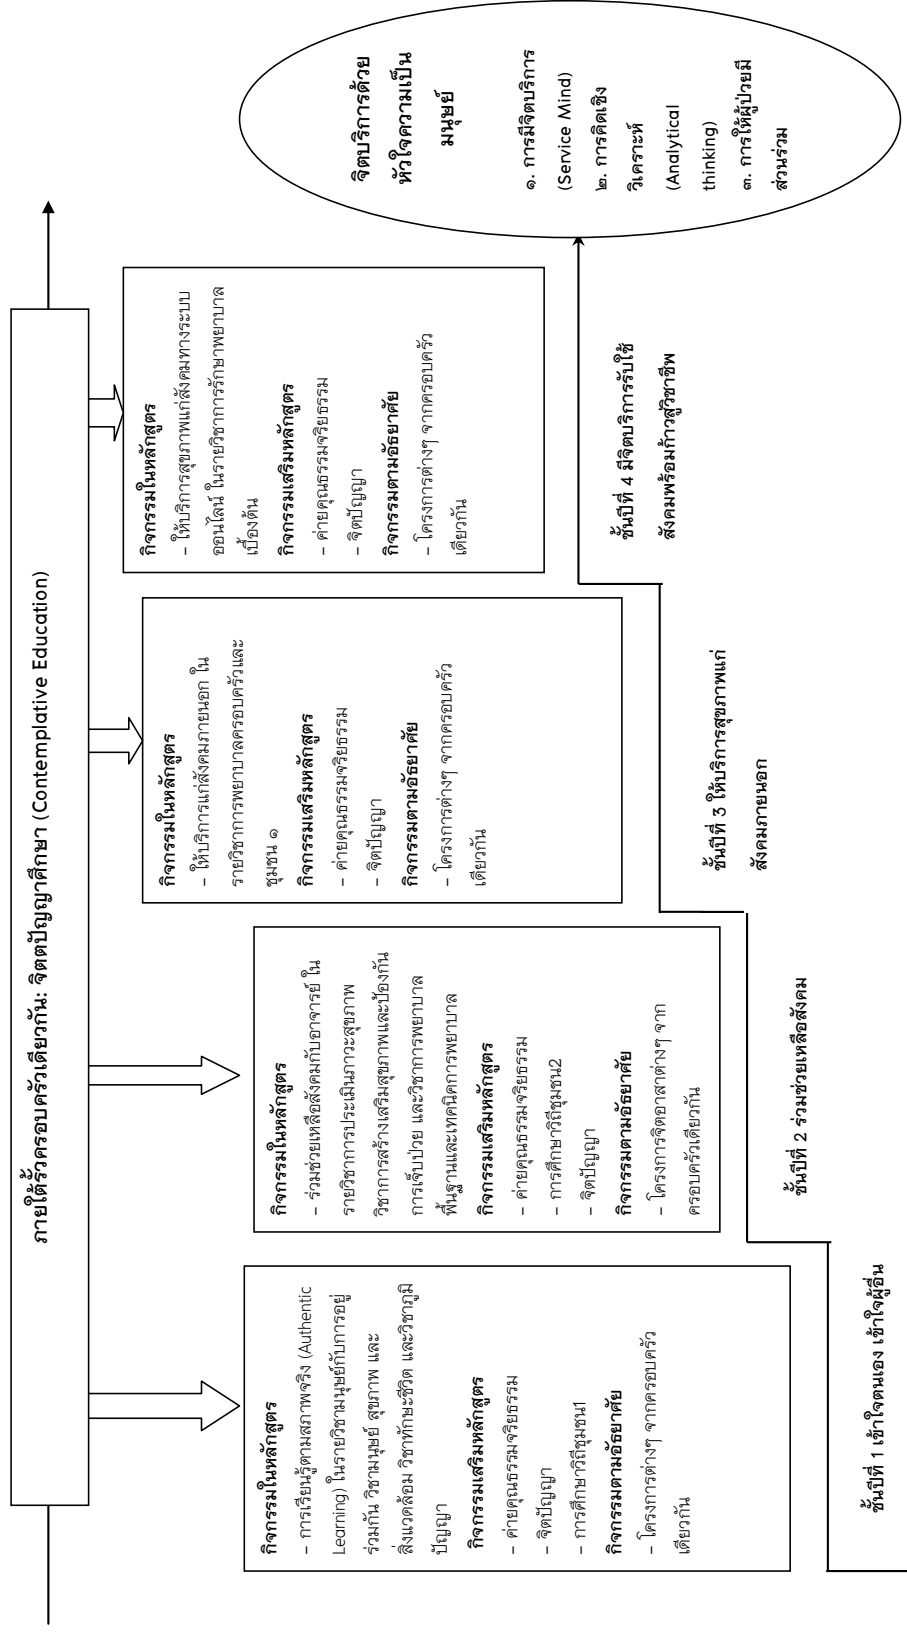 ภายใต้รั้วครอบครัวเดียวกัน: จิตตปัญญาศึกษา (Contemplative Education)
กิจกรรมในหลักสูตร
– การเรียนรู้ตามสภาพจริง (Authentic
Learning) ในรายวิชามนุษย์กับการอยู่
ร่วมกัน วิชามนุษย์ สุขภาพ และ
สิ่งแวดล้อม วิชาทักษะชีวิต และวิชาภูมิ
ปัญญา
กิจกรรมเสริมหลักสูตร
– ค่ายคุณธรรมจริยธรรม
– จิตปัญญา
– การศึกษาวิถีชุมชน1
กิจกรรมตามอัธยาศัย
– โครงการต่างๆ จากครอบครัว
เดียวกัน
ชั้นปีที่ 1 เข้าใจตนเอง เข้าใจผู้อื่น
กิจกรรมในหลักสูตร
– ร่วมช่วยเหลือสังคมกับอาจารย์ ใน
รายวิชาการประเมินภาวะสุขภาพ
วิชาการสร้างเสริมสุขภาพและป้องกัน
การเจ็บป่วย และวิชาการพยาบาล
พื้นฐานและเทคนิคการพยาบาล
กิจกรรมเสริมหลักสูตร
– ค่ายคุณธรรมจริยธรรม
– การศึกษาวิถีชุมชน2
– จิตปัญญา
กิจกรรมตามอัธยาศัย
– โครงการจิตอาสาต่างๆ จาก
ครอบครัวเดียวกัน
ชั้นปีที่ 2 ร่วมช่วยเหลือสังคม
กิจกรรมในหลักสูตร
– ให้บริการแก่สังคมภายนอก ใน
รายวิชาการพยาบาลครอบครัวและ
ชุมชน ๑
กิจกรรมเสริมหลักสูตร
– ค่ายคุณธรรมจริยธรรม
– จิตปัญญา
กิจกรรมตามอัธยาศัย
– โครงการต่างๆ จากครอบครัว
เดียวกัน
ชั้นปีที่ 3 ให้บริการสุขภาพแก่
สังคมภายนอก
กิจกรรมในหลักสูตร
– ให้บริการสุขภาพแก่สังคมทางระบบ
ออนไลน์ ในรายวิชาการรักษาพยาบาล
เบื้องต้น
กิจกรรมเสริมหลักสูตร
– ค่ายคุณธรรมจริยธรรม
– จิตปัญญา
กิจกรรมตามอัธยาศัย
– โครงการต่างๆ จากครอบครัว
เดียวกัน
ชั้นปีที่ 4 มีจิตบริการรับใช้
สังคมพร้อมก้าวสู่วิชาชีพ
จิตบริการด้วย
หัวใจความเป็น
มนุษย์
๑. การมีจิตบริการ
(Service Mind)
๒. การคิดเชิง
วิเคราะห์
(Analytical
thinking)
๓. การให้ผู้ป่วยมี
ส่วนร่วม